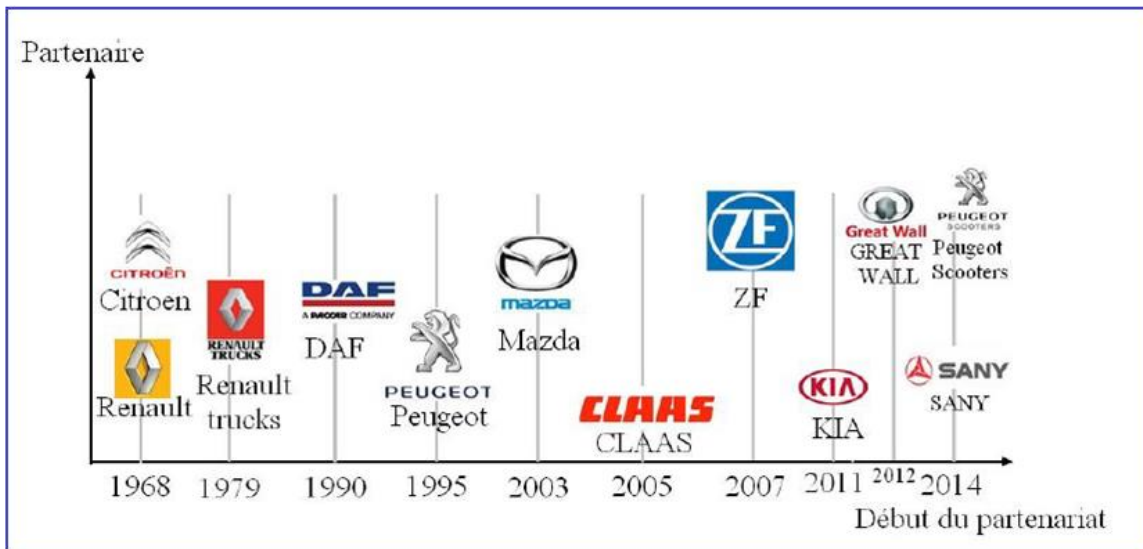 Partenaire
CITROËN
Citroen
Renault
RENAULT
TRUCKS
Renault
trucks
DAF
A PACCAR COMPANY
DAF
PEUGEOT
Peugeot
mazda
Mazda
CLAAS
CLAAS
ZF
ZF
KIA
KIA
Great Wall
GREAT
WALL
PEUGEOT
SCOOTERS
Peugeot
Scooters
SANY
SANY
1968 1979 1990 1995 2003 2005 2007 2011 2012 2014
Début du partenariat